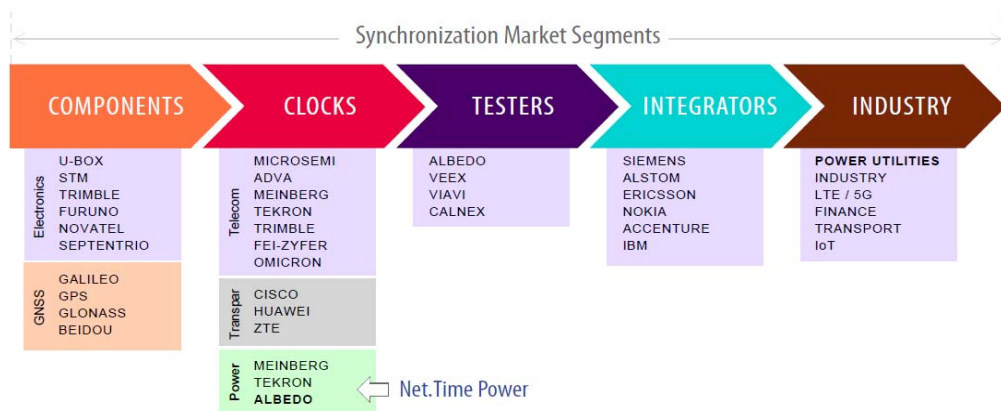 Synchronization Market Segments
COMPONENTS
CLOCKS
TESTERS
INTEGRATORS
INDUSTRY
Electronics
U-BOX
STM
TRIMBLE
FURUNO
NOVATEL
SEPTENTRIO
GNSS
GALILEO
GPS
GLONASS
BEIDOU
Telecom
MICROSEMI
ADVA
MEINBERG
TEKRON
TRIMBLE
FEI-ZYFER
OMICRON
Transpar
CISCO
HUAWEI
ZTE
Power
MEINBERG
TEKRON
ALBEDO
Net.Time Power
ALBEDO
VEEX
VIAVI
CALNEX
SIEMENS
ALSTOM
ERICSSON
NOKIA
ACCENTURE
IBM
POWER UTILITIES
INDUSTRY
LTE / 5G
FINANCE
TRANSPORT
IoT